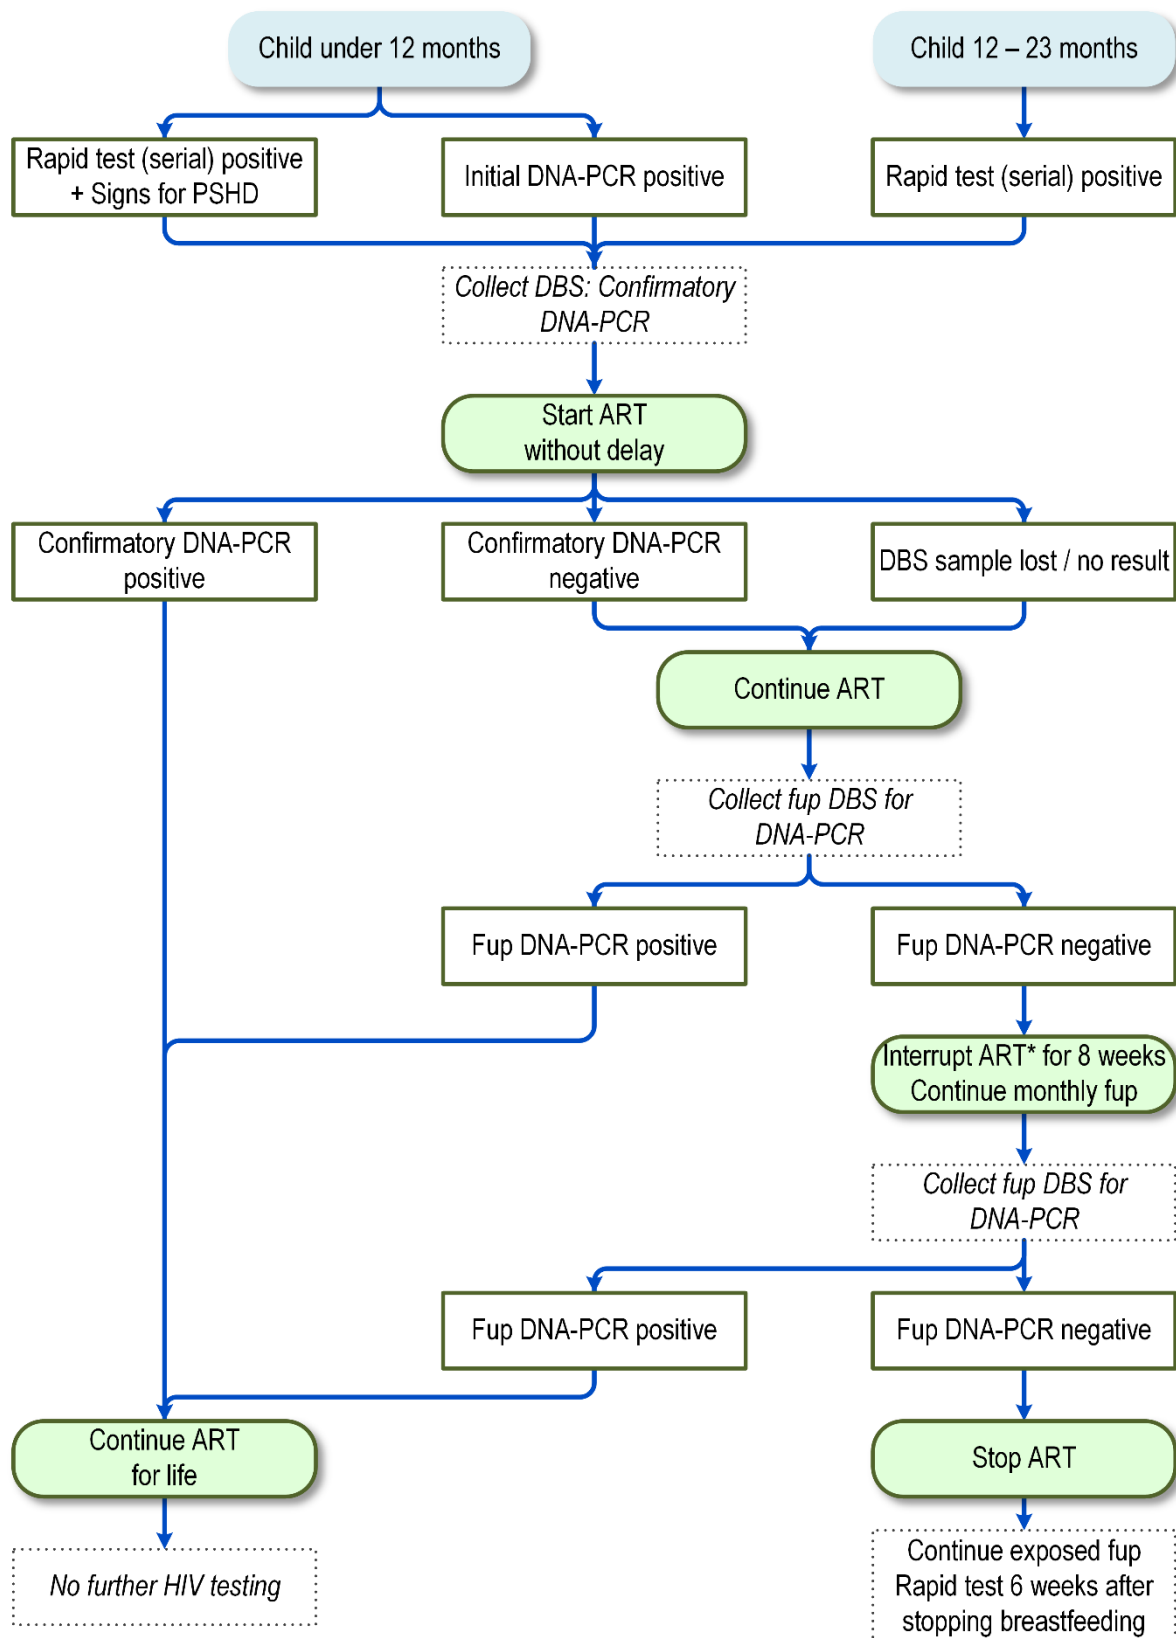 Child under 12 months
Child 12 – 23 months
Rapid test (serial) positive
+ Signs for PSHD
Initial DNA-PCR positive
Rapid test (serial) positive
Collect DBS: Confirmatory
DNA-PCR
Start ART
without delay
Confirmatory DNA-PCR
positive
Confirmatory DNA-PCR
negative
DBS sample lost / no result
Continue ART
Collect fup DBS for
DNA-PCR
Fup DNA-PCR positive
Fup DNA-PCR negative
Interrupt ART* for 8 weeks
Continue monthly fup
Collect fup DBS for
DNA-PCR
Fup DNA-PCR positive
Fup DNA-PCR negative
Continue ART
for life
Stop ART
No further HIV testing
Continue exposed fup
Rapid test 6 weeks after
stopping breastfeeding